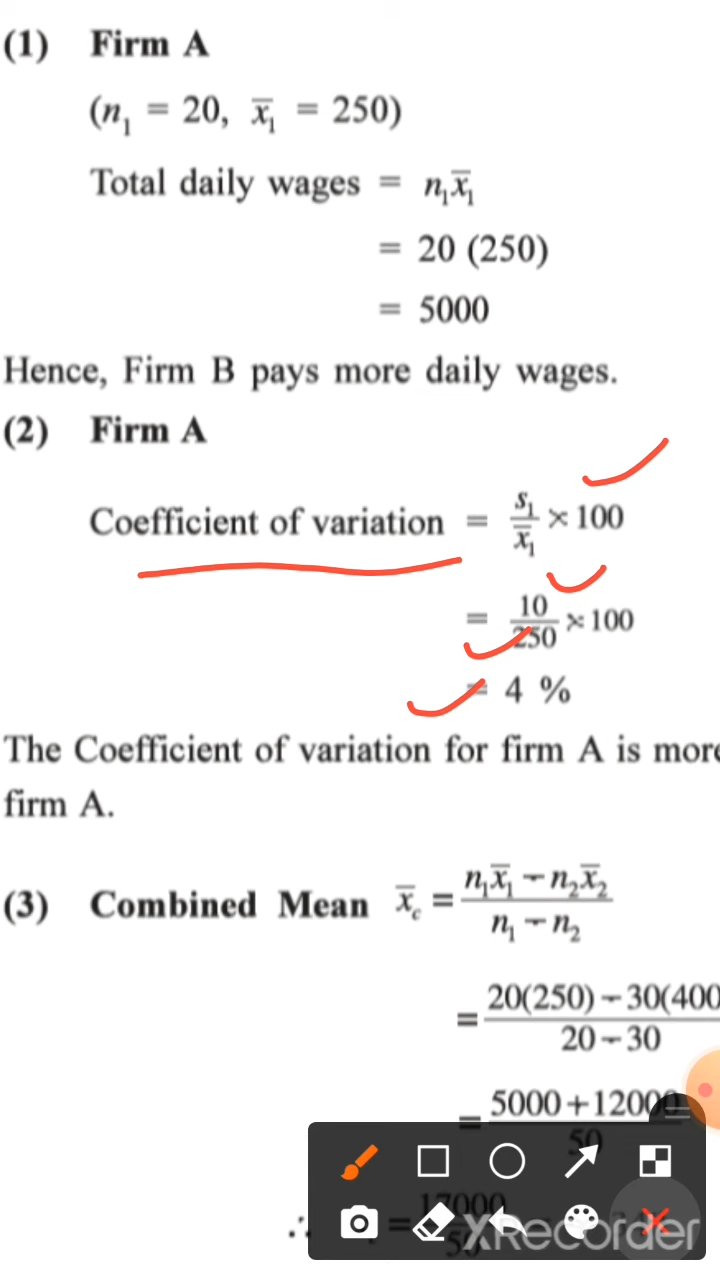 (1) Firm A
(n₁ = 20, x̄₁ = 250)
Total daily wages = n₁x̄₁
= 20 (250)
= 5000
Hence, Firm B pays more daily wages.
(2) Firm A
Coefficient of variation = s₁/x̄₁ × 100
= 10/250 × 100
= 4 %
The Coefficient of variation for firm A is more
firm A.
(3) Combined Mean x̄c = (n₁x̄₁ − n₂x̄₂)/(n₁ − n₂)
= 20(250) − 30(400/20 − 30
= 5000 + 12000/50
∴ = 17000/50
XRecorder